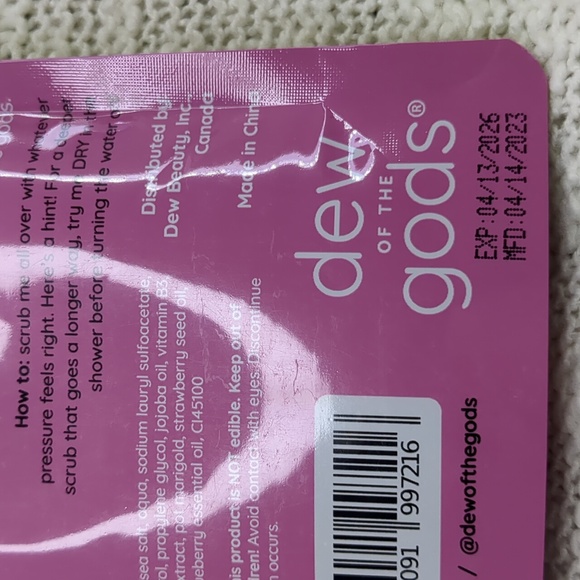 gods.
How to: scrub me all over with whatever
pressure feels right. Here's a hint! For a deeper
scrub that goes a longer way, try me DRY in the
shower before turning the water on
Distributed by
Dew Beauty, Inc.
Canada
Made in China
sea salt, aqua, sodium lauryl sulfoacetate,
propylene glycol, jojoba oil, vitamin B3,
extract, pot marigold, strawberry seed oil,
essential oil, CI45100
this product is NOT edible. Keep out of
Avoid contact with eyes. Discontinue
occurs.
dew
OF THE
gods®
EXP:04/13/2026
MFD:04/14/2023
091 997216
/ @dewofthegods